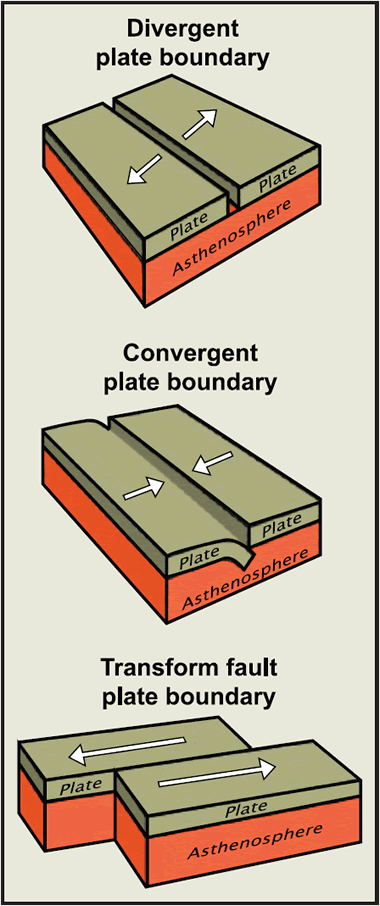 Divergent
plate boundary
Plate
Plate
Asthenosphere
Convergent
plate boundary
Plate
Plate
Asthenosphere
Transform fault
plate boundary
Plate
Plate
Asthenosphere